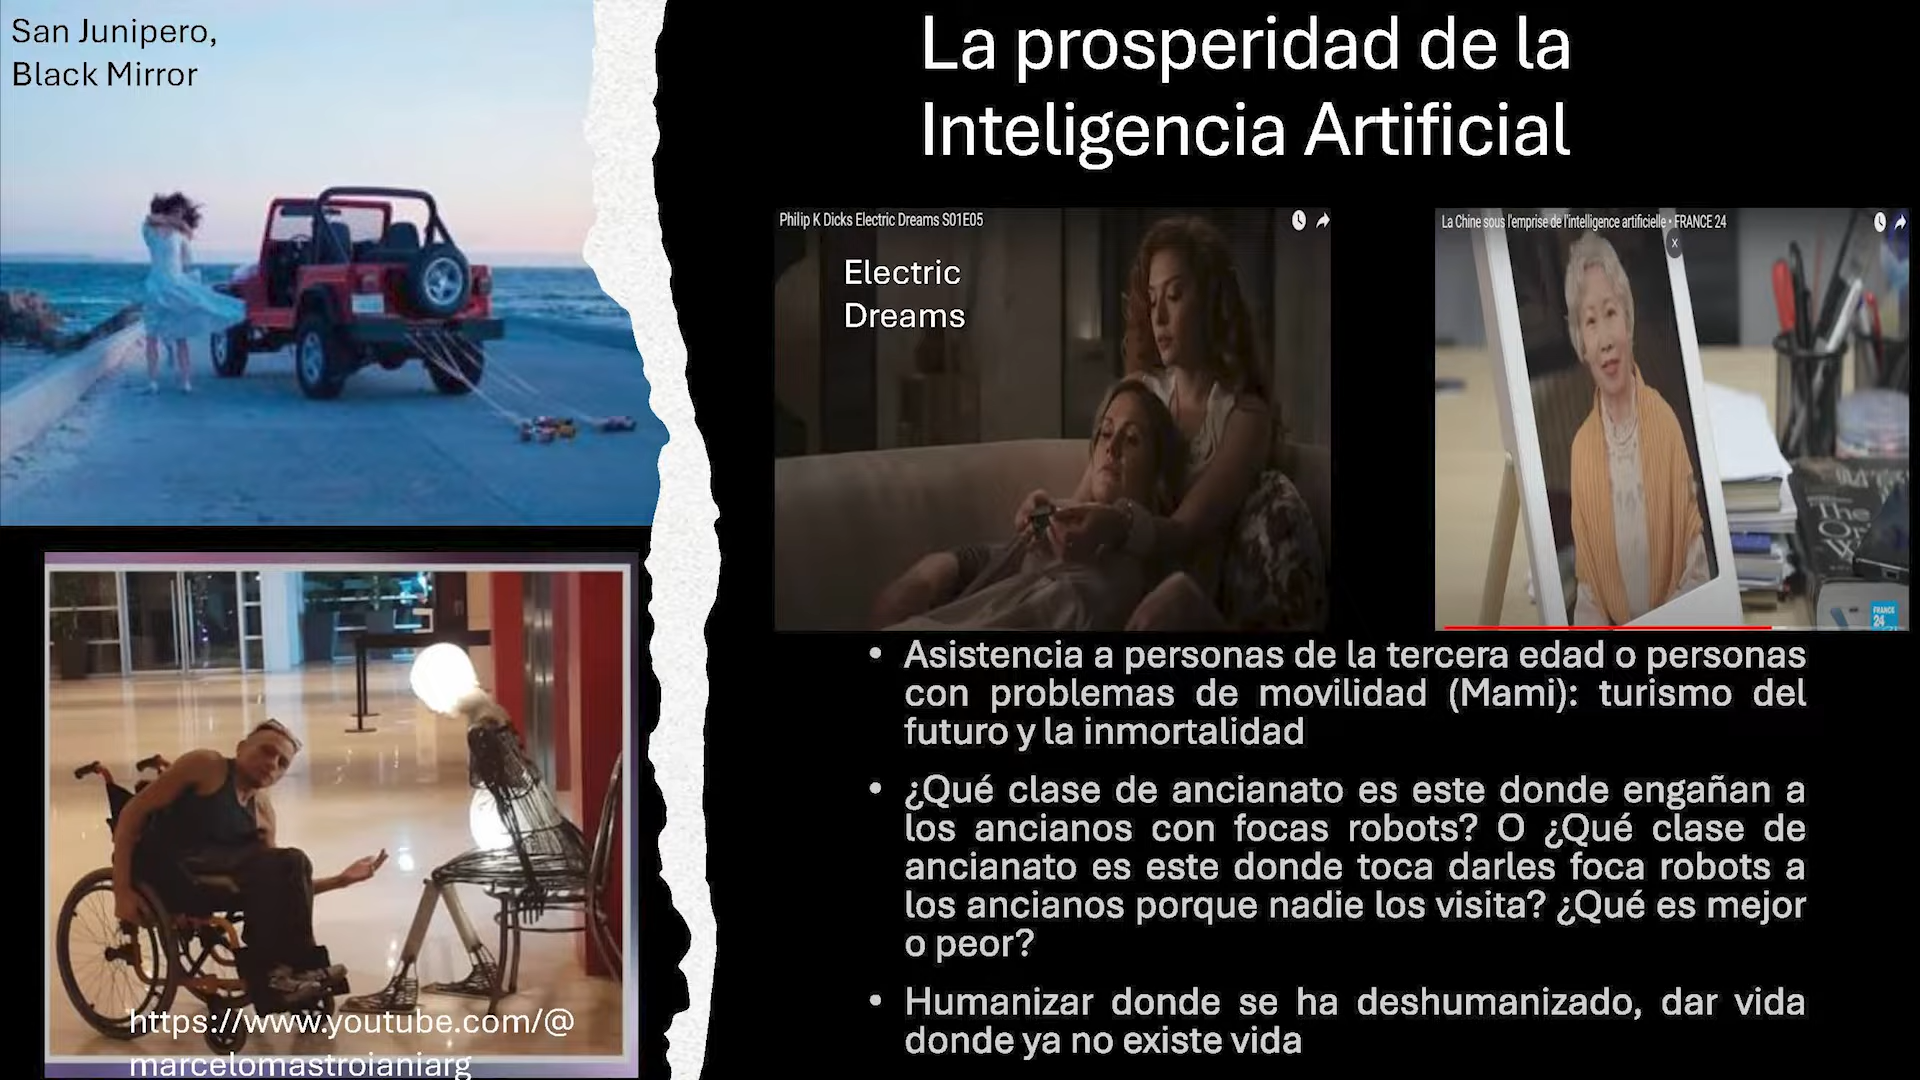 San Junipero,
Black Mirror
La prosperidad de la
Inteligencia Artificial
Philip K Dicks Electric Dreams S01E05
Electric
Dreams
La Chine sous l'emprise de l'intelligence artificielle • FRANCE 24
x
The
FRANCE
24
• Asistencia a personas de la tercera edad o personas
con problemas de movilidad (Mami): turismo del
futuro y la inmortalidad
• ¿Qué clase de ancianato es este donde engañan a
los ancianos con focas robots? O ¿Qué clase de
ancianato es este donde toca darles foca robots a
los ancianos porque nadie los visita? ¿Qué es mejor
o peor?
• Humanizar donde se ha deshumanizado, dar vida
donde ya no existe vida
https://www.youtube.com/@
marcelomastroianiarg